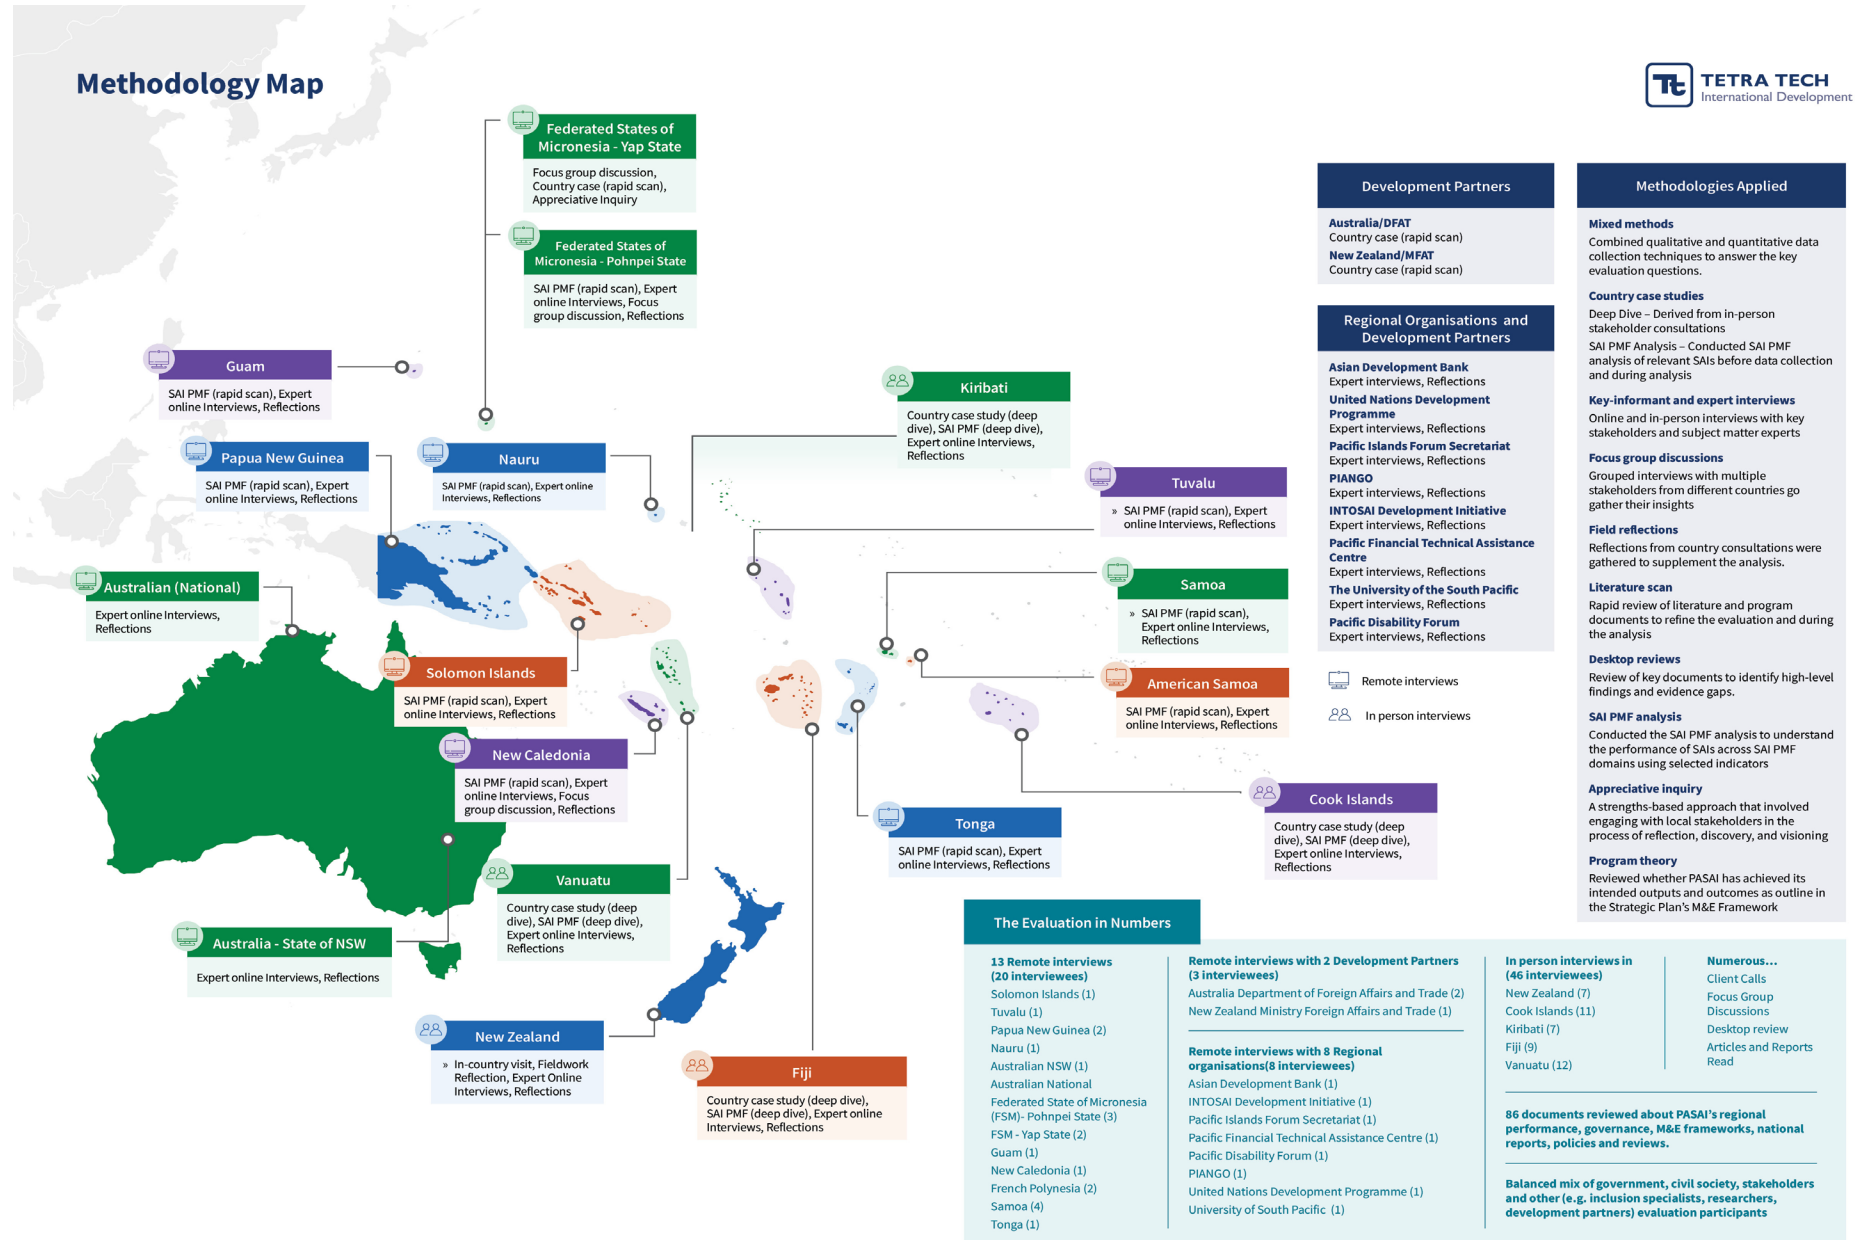 Methodology Map
TETRA TECH
International Development
Federated States of
Micronesia - Yap State
Focus group discussion,
Country case (rapid scan),
Appreciative Inquiry
Federated States of
Micronesia - Pohnpei State
SAI PMF (rapid scan), Expert
online Interviews, Focus
group discussion, Reflections
Guam
SAI PMF (rapid scan), Expert
online Interviews, Reflections
Papua New Guinea
SAI PMF (rapid scan), Expert
online Interviews, Reflections
Nauru
SAI PMF (rapid scan), Expert online
Interviews, Reflections
Kiribati
Country case study (deep
dive), SAI PMF (deep dive),
Expert online Interviews,
Reflections
Tuvalu
» SAI PMF (rapid scan), Expert
online Interviews, Reflections
Australian (National)
Expert online Interviews,
Reflections
Samoa
» SAI PMF (rapid scan),
Expert online Interviews,
Reflections
Solomon Islands
SAI PMF (rapid scan), Expert
online Interviews, Reflections
American Samoa
SAI PMF (rapid scan), Expert
online Interviews, Reflections
New Caledonia
SAI PMF (rapid scan), Expert
online Interviews, Focus
group discussion, Reflections
Cook Islands
Country case study (deep
dive), SAI PMF (deep dive),
Expert online Interviews,
Reflections
Tonga
SAI PMF (rapid scan), Expert
online Interviews, Reflections
Vanuatu
Country case study (deep
dive), SAI PMF (deep dive),
Expert online Interviews,
Reflections
Australia - State of NSW
Expert online Interviews, Reflections
New Zealand
» In-country visit, Fieldwork
Reflection, Expert Online
Interviews, Reflections
Fiji
Country case study (deep dive),
SAI PMF (deep dive), Expert online
Interviews, Reflections
Development Partners
Australia/DFAT
Country case (rapid scan)
New Zealand/MFAT
Country case (rapid scan)
Regional Organisations and
Development Partners
Asian Development Bank
Expert interviews, Reflections
United Nations Development
Programme
Expert interviews, Reflections
Pacific Islands Forum Secretariat
Expert interviews, Reflections
PIANGO
Expert interviews, Reflections
INTOSAI Development Initiative
Expert interviews, Reflections
Pacific Financial Technical Assistance
Centre
Expert interviews, Reflections
The University of the South Pacific
Expert interviews, Reflections
Pacific Disability Forum
Expert interviews, Reflections
Remote interviews
In person interviews
Methodologies Applied
Mixed methods
Combined qualitative and quantitative data
collection techniques to answer the key
evaluation questions.
Country case studies
Deep Dive – Derived from in-person
stakeholder consultations
SAI PMF Analysis – Conducted SAI PMF
analysis of relevant SAIs before data collection
and during analysis
Key-informant and expert interviews
Online and in-person interviews with key
stakeholders and subject matter experts
Focus group discussions
Grouped interviews with multiple
stakeholders from different countries go
gather their insights
Field reflections
Reflections from country consultations were
gathered to supplement the analysis.
Literature scan
Rapid review of literature and program
documents to refine the evaluation and during
the analysis
Desktop reviews
Review of key documents to identify high-level
findings and evidence gaps.
SAI PMF analysis
Conducted the SAI PMF analysis to understand
the performance of SAIs across SAI PMF
domains using selected indicators
Appreciative inquiry
A strengths-based approach that involved
engaging with local stakeholders in the
process of reflection, discovery, and visioning
Program theory
Reviewed whether PASAI has achieved its
intended outputs and outcomes as outline in
the Strategic Plan's M&E Framework
The Evaluation in Numbers
13 Remote interviews
(20 interviewees)
Solomon Islands (1)
Tuvalu (1)
Papua New Guinea (2)
Nauru (1)
Australian NSW (1)
Australian National
Federated State of Micronesia
(FSM)- Pohnpei State (3)
FSM - Yap State (2)
Guam (1)
New Caledonia (1)
French Polynesia (2)
Samoa (4)
Tonga (1)
Remote interviews with 2 Development Partners
(3 interviewees)
Australia Department of Foreign Affairs and Trade (2)
New Zealand Ministry Foreign Affairs and Trade (1)
Remote interviews with 8 Regional
organisations(8 interviewees)
Asian Development Bank (1)
INTOSAI Development Initiative (1)
Pacific Islands Forum Secretariat (1)
Pacific Financial Technical Assistance Centre (1)
Pacific Disability Forum (1)
PIANGO (1)
United Nations Development Programme (1)
University of South Pacific (1)
In person interviews in
(46 interviewees)
New Zealand (7)
Cook Islands (11)
Kiribati (7)
Fiji (9)
Vanuatu (12)
Numerous...
Client Calls
Focus Group
Discussions
Desktop review
Articles and Reports
Read
86 documents reviewed about PASAI's regional
performance, governance, M&E frameworks, national
reports, policies and reviews.
Balanced mix of government, civil society, stakeholders
and other (e.g. inclusion specialists, researchers,
development partners) evaluation participants